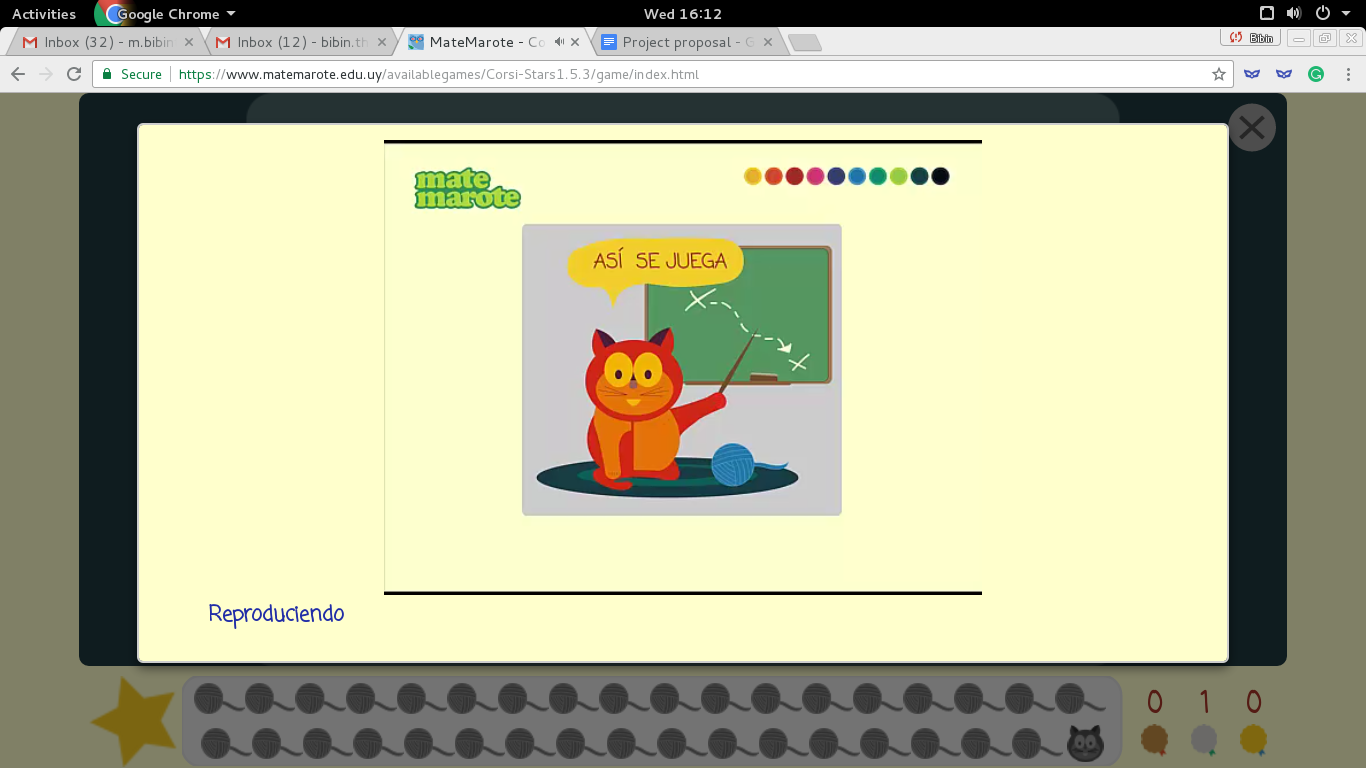 Activities
Google Chrome
Wed 16:12
Inbox (32) - m.bibin
Inbox (12) - bibin.th
MateMarote - Co
Project proposal - G
Bibin
Secure
https://www.matemarote.edu.uy/availablegames/Corsi-Stars1.5.3/game/index.html
mate
marote
ASÍ SE JUEGA
Reproduciendo
0 1 0